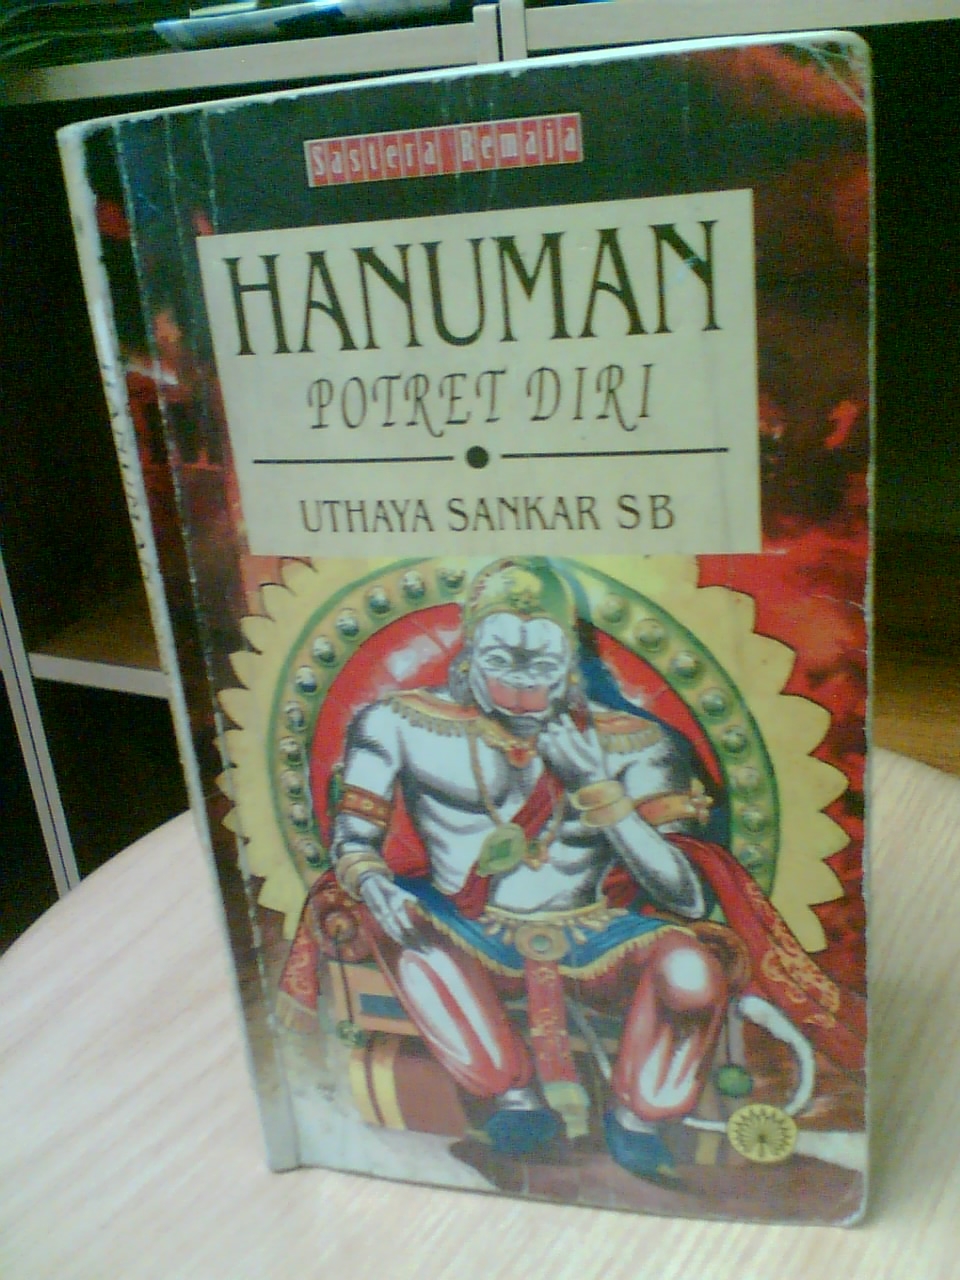 Sastera Remaja
HANUMAN
POTRET DIRI
UTHAYA SANKAR SB